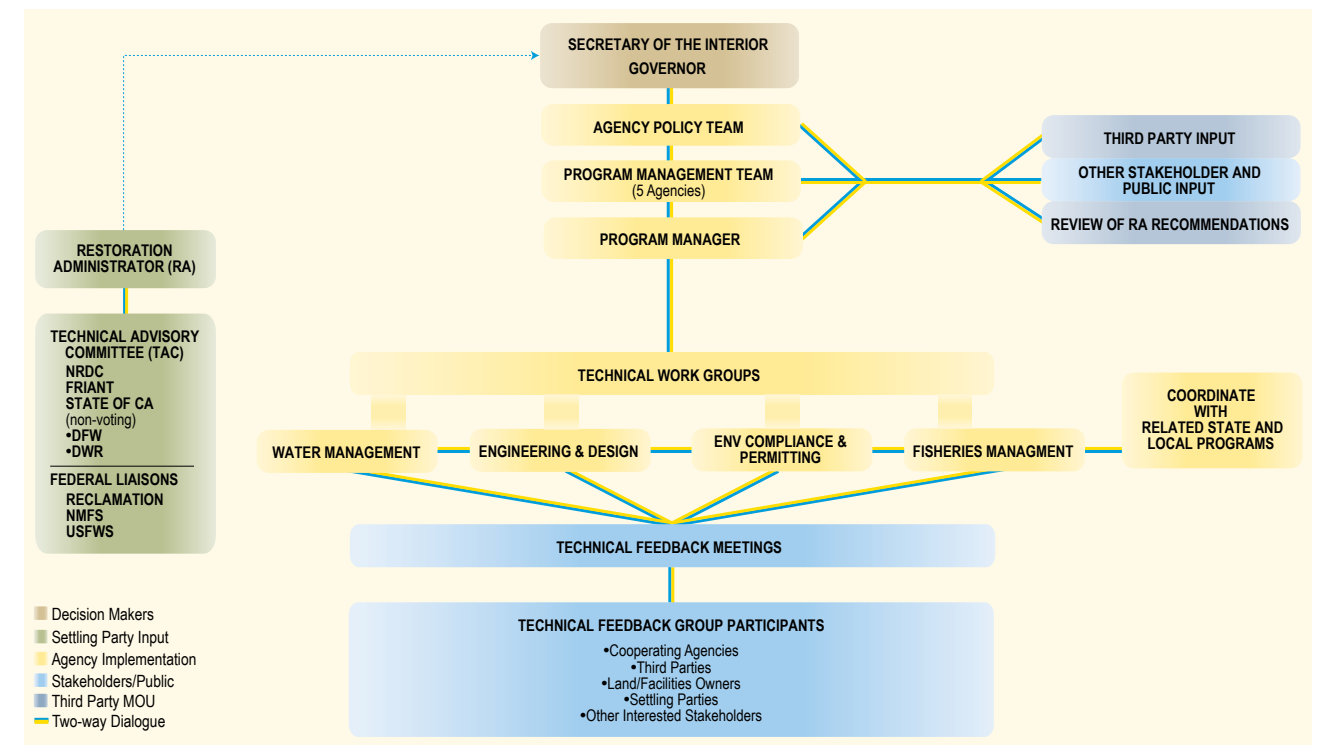 SECRETARY OF THE INTERIOR
GOVERNOR
AGENCY POLICY TEAM
PROGRAM MANAGEMENT TEAM
(5 Agencies)
PROGRAM MANAGER
THIRD PARTY INPUT
OTHER STAKEHOLDER AND
PUBLIC INPUT
REVIEW OF RA RECOMMENDATIONS
RESTORATION
ADMINISTRATOR (RA)
TECHNICAL ADVISORY
COMMITTEE (TAC)
NRDC
FRIANT
STATE OF CA
(non-voting)
•DFW
•DWR
FEDERAL LIAISONS
RECLAMATION
NMFS
USFWS
TECHNICAL WORK GROUPS
WATER MANAGEMENT
ENGINEERING & DESIGN
ENV COMPLIANCE &
PERMITTING
FISHERIES MANAGMENT
COORDINATE
WITH
RELATED STATE AND
LOCAL PROGRAMS
TECHNICAL FEEDBACK MEETINGS
TECHNICAL FEEDBACK GROUP PARTICIPANTS
•Cooperating Agencies
•Third Parties
•Land/Facilities Owners
•Settling Parties
•Other Interested Stakeholders
Decision Makers
Settling Party Input
Agency Implementation
Stakeholders/Public
Third Party MOU
Two-way Dialogue